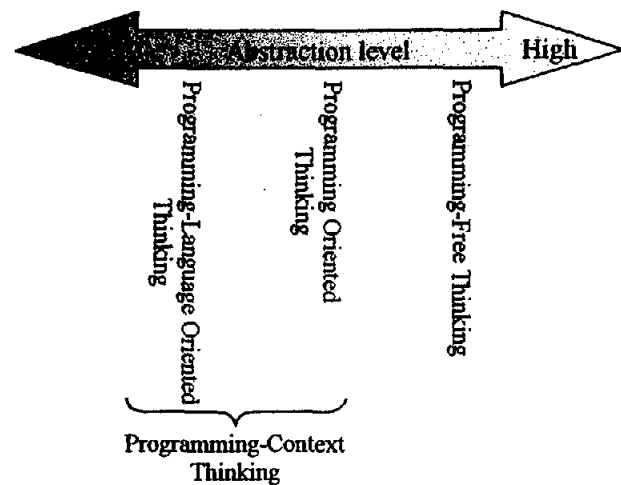 Abstraction level
High
Programming-Language Oriented
Thinking
Programming Oriented
Thinking
Programming-Free Thinking
Programming-Context
Thinking